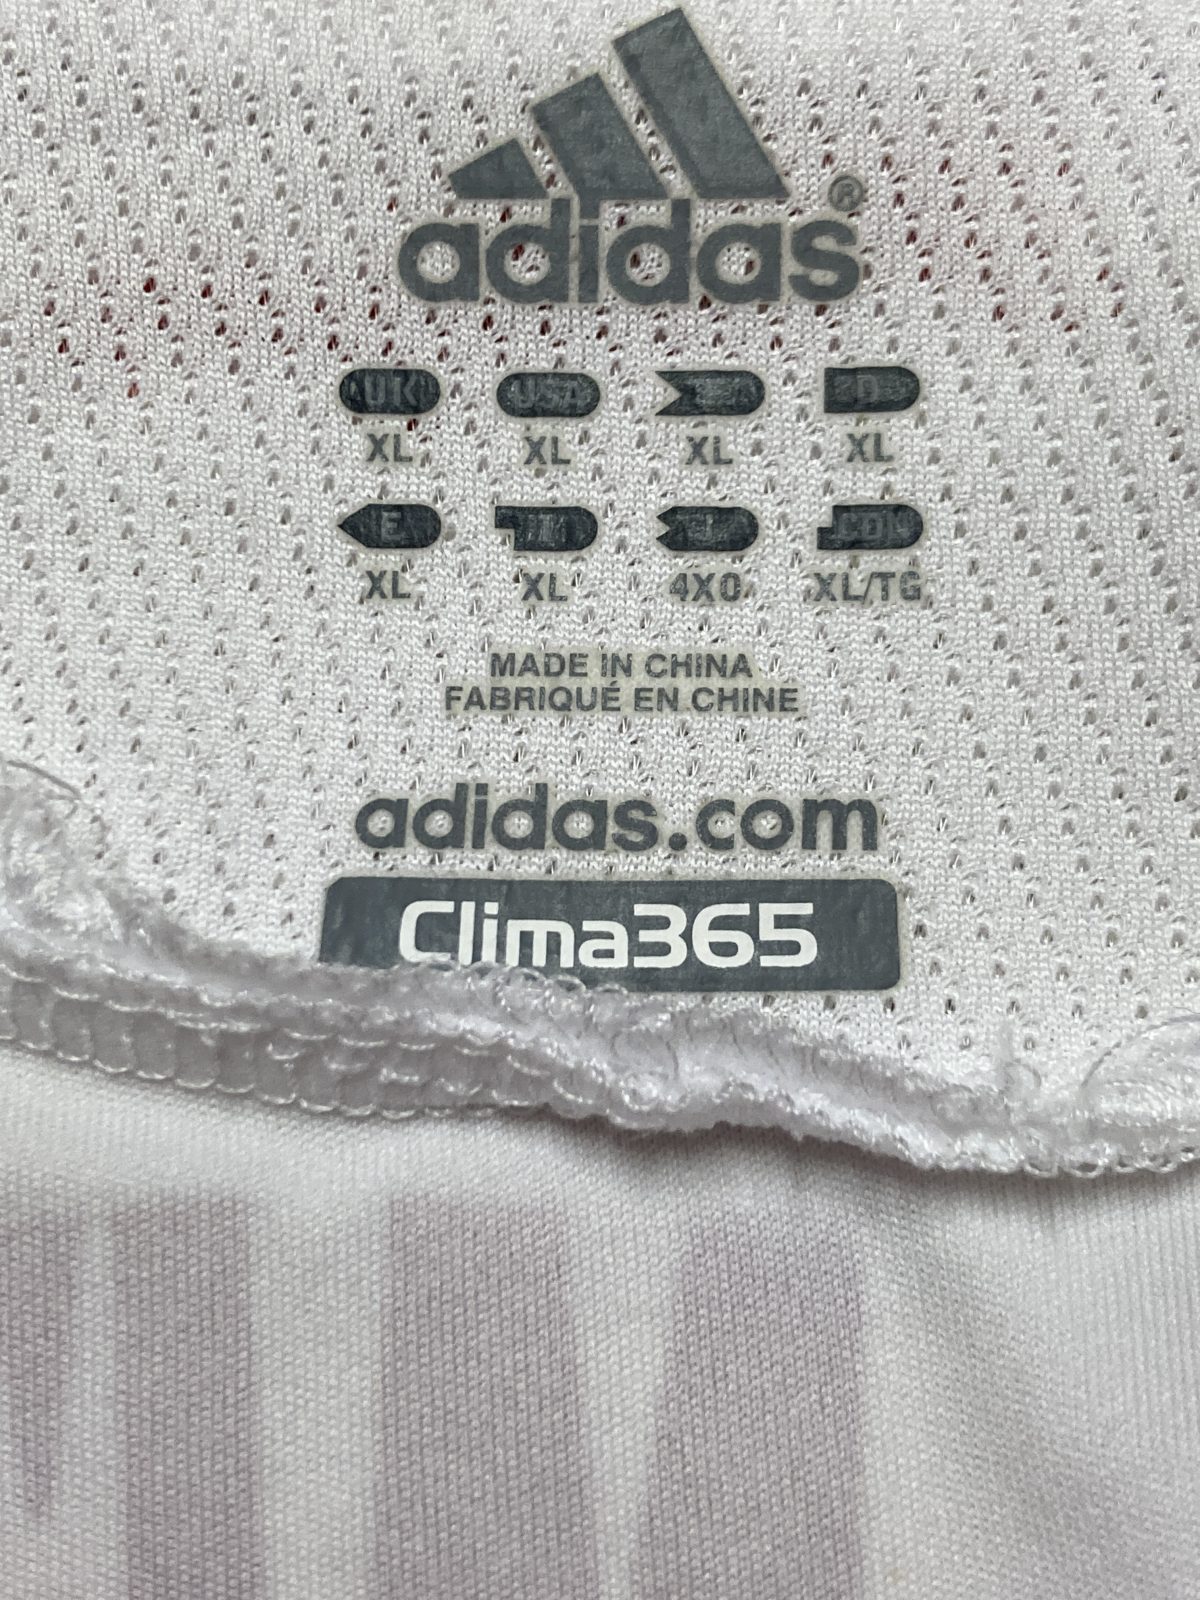 adidas®
UK USA D
XL XL XL XL
E I J CDN
XL XL 4XO XL/TG
MADE IN CHINA
FABRIQUÉ EN CHINE
adidas.com
Clima365